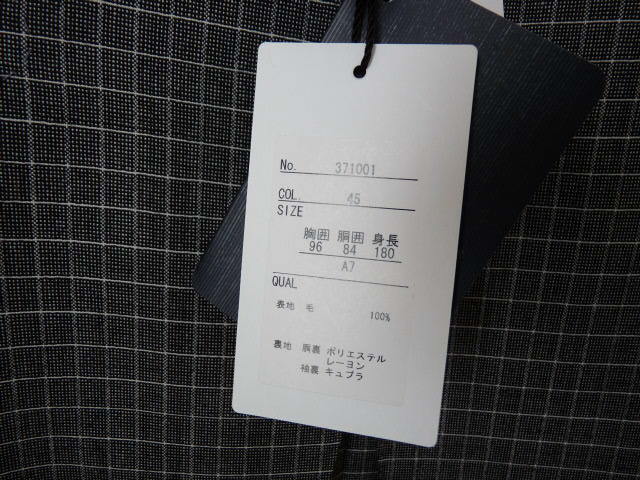 No. 371001
COL. 45
SIZE
胸囲 胴囲 身長
96 84 180
A7
QUAL
表地 毛 100%
裏地 胴裏 ポリエステル
レーヨン
袖裏 キュプラ